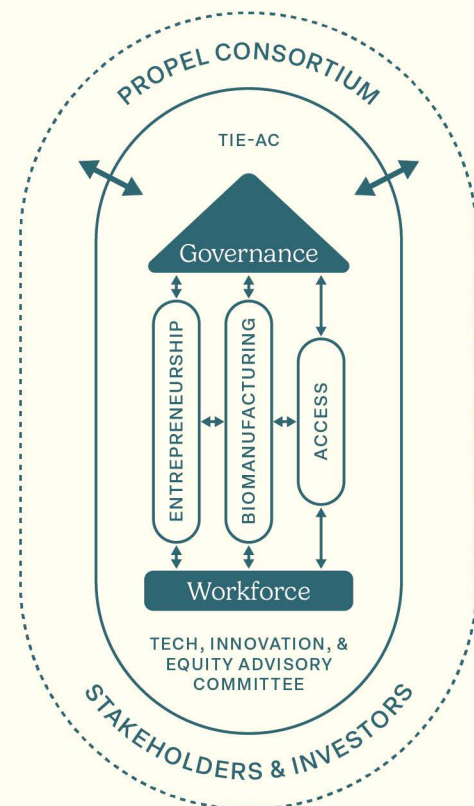 PROPEL CONSORTIUM
TIE-AC
Governance
ENTREPRENEURSHIP
BIOMANUFACTURING
ACCESS
Workforce
TECH, INNOVATION, &
EQUITY ADVISORY
COMMITTEE
STAKEHOLDERS & INVESTORS